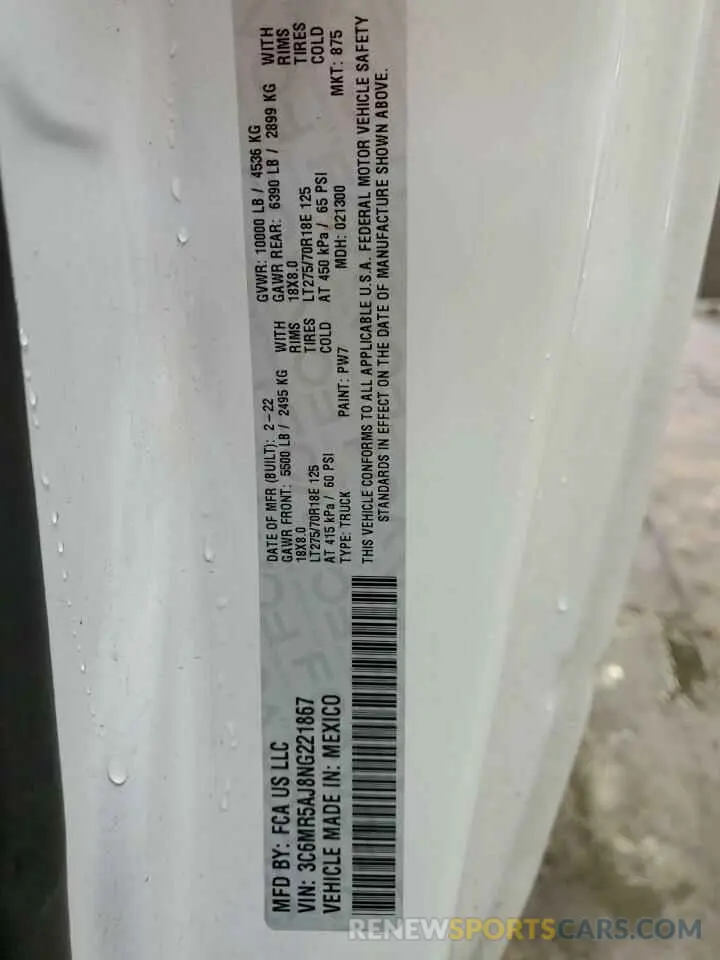 MFD BY: FCA US LLC
VIN: 3C6MR5AJ8NG221867
VEHICLE MADE IN: MEXICO
DATE OF MFR (BUILT): 2-22
GAWR FRONT: 5500 LB / 2495 KG WITH
18X8.0 RIMS
LT275/70R18E 125 TIRES
AT 415 kPa / 60 PSI COLD
TYPE: TRUCK PAINT: PW7
GVWR: 10000 LB / 4536 KG
GAWR REAR: 6390 LB / 2899 KG WITH
18X8.0 RIMS
LT275/70R18E 125 TIRES
AT 450 kPa / 65 PSI COLD
MDH: 021300 MKT: 875
THIS VEHICLE CONFORMS TO ALL APPLICABLE U.S.A. FEDERAL MOTOR VEHICLE SAFETY
STANDARDS IN EFFECT ON THE DATE OF MANUFACTURE SHOWN ABOVE.
RENEWSPORTSCARS.COM